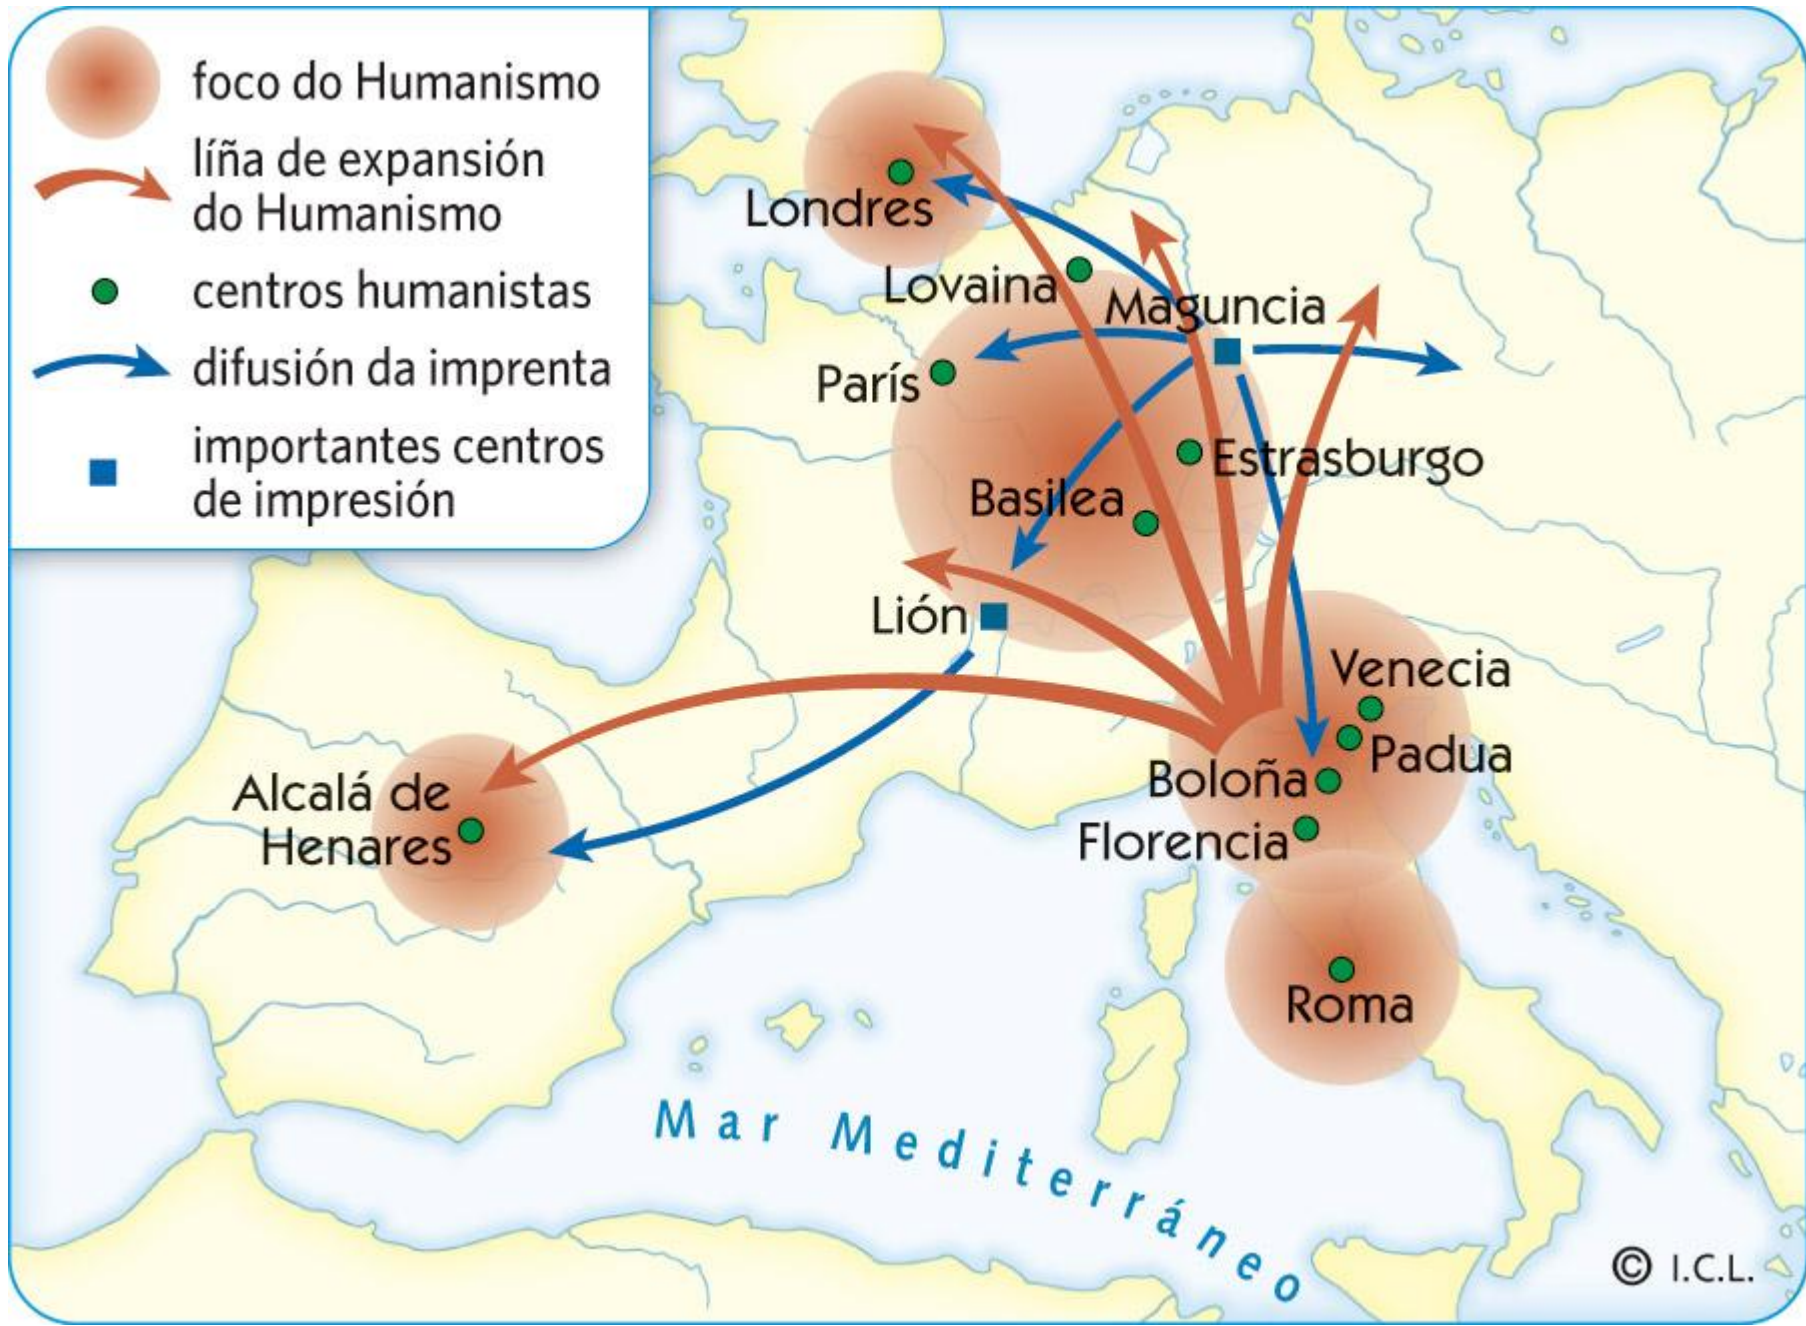 foco do Humanismo
líña de expansión
do Humanismo
centros humanistas
difusión da imprenta
importantes centros
de impresión
Londres
Lovaina
Maguncia
París
Estrasburgo
Basilea
Lión
Venecia
Padua
Boloña
Florencia
Alcalá de
Henares
Roma
Mar Mediterráneo
© I.C.L.